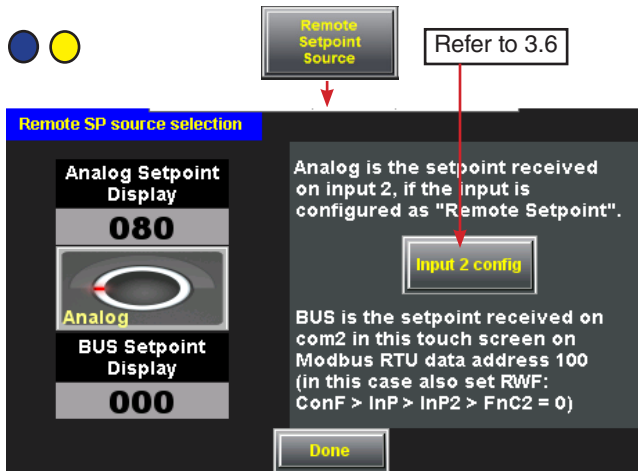 Remote
Setpoint
Source
Refer to 3.6
Remote SP source selection
Analog Setpoint
Display
080
Analog
BUS Setpoint
Display
000
Analog is the setpoint received
on input 2, if the input is
configured as "Remote Setpoint".
Input 2 config
BUS is the setpoint received on
com2 in this touch screen on
Modbus RTU data address 100
(in this case also set RWF:
ConF > InP > InP2 > FnC2 = 0)
Done